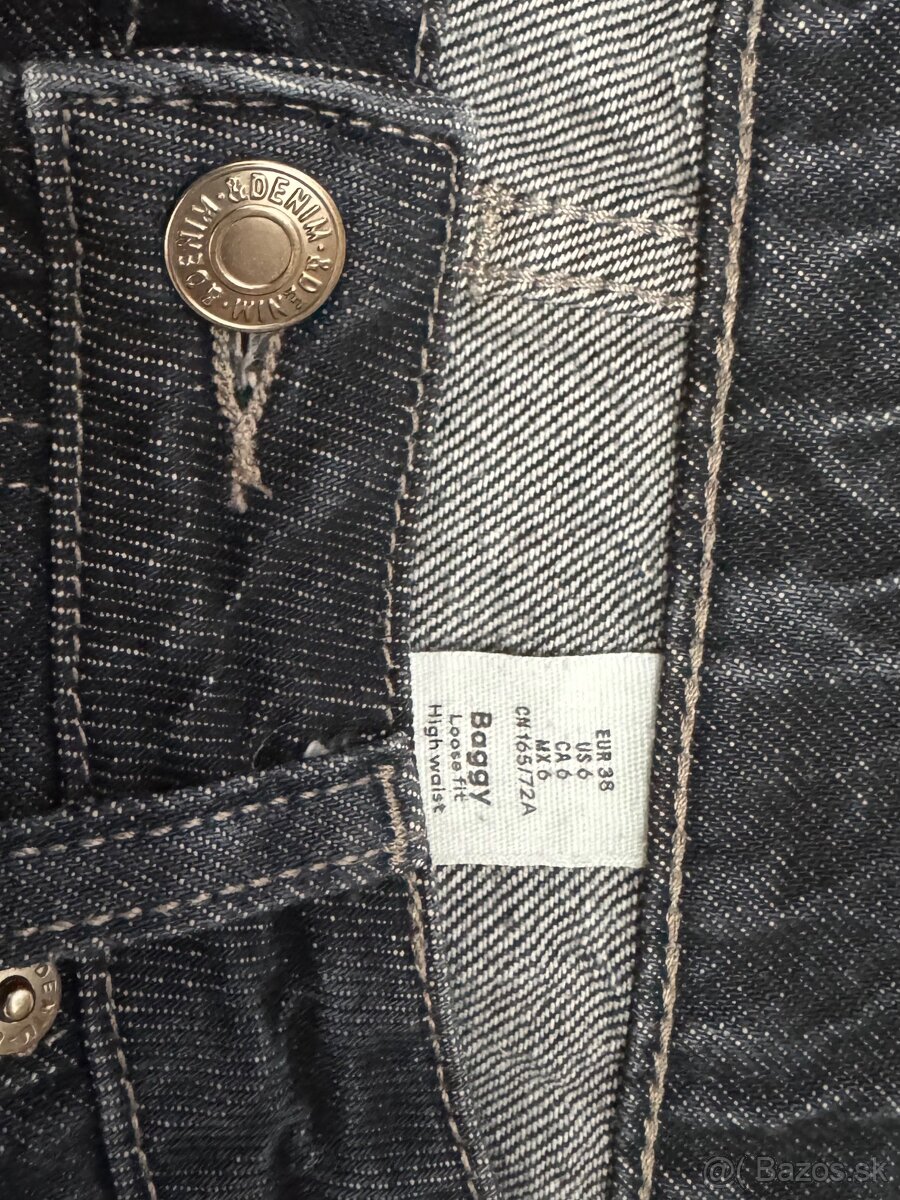 &DENIM · &DENIM · &DENIM ·
EUR 38
US 6
CA 6
MX 6
CN 165/72A
Baggy
Loose fit
High waist
DENI
@( Bazos.sk